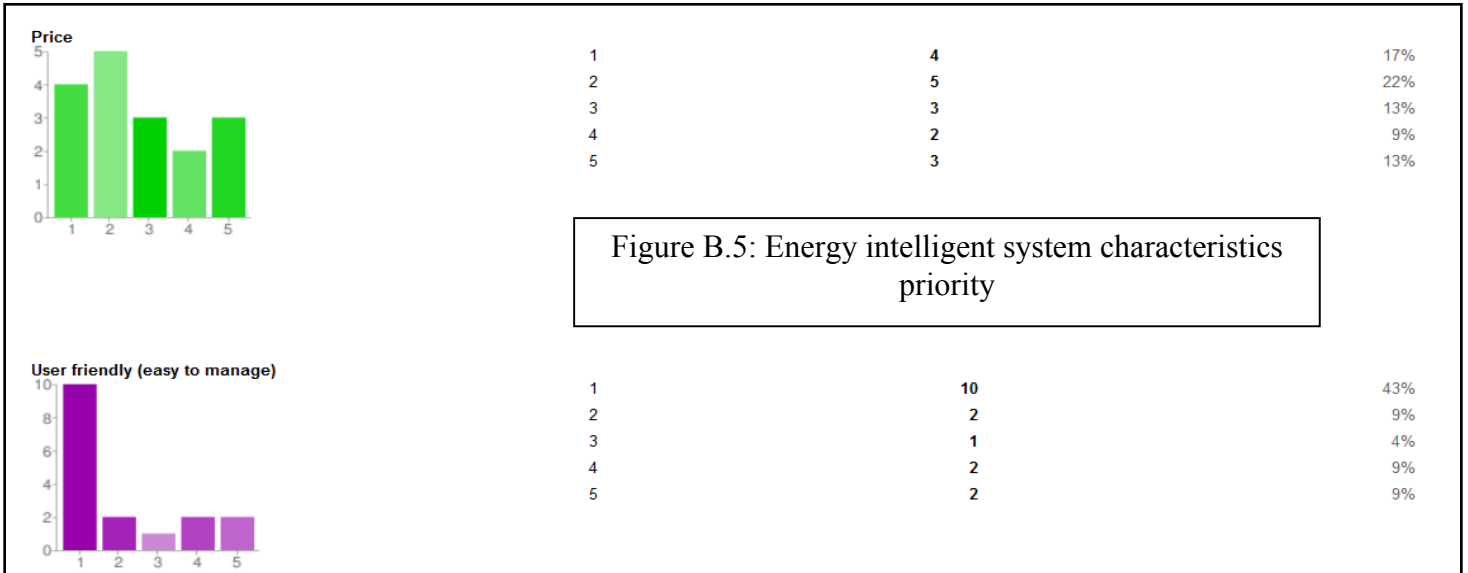 Price
5
4
3
2
1
0
1 2 3 4 5
1 4 17%
2 5 22%
3 3 13%
4 2 9%
5 3 13%
Figure B.5: Energy intelligent system characteristics
priority
User friendly (easy to manage)
10
8
6
4
2
0
1 2 3 4 5
1 10 43%
2 2 9%
3 1 4%
4 2 9%
5 2 9%